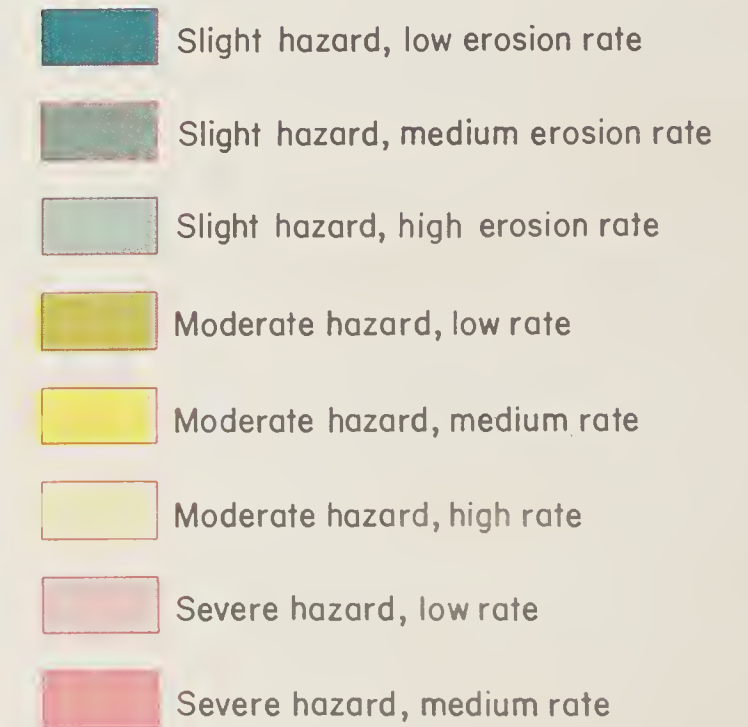 Slight hazard, low erosion rate
Slight hazard, medium erosion rate
Slight hazard, high erosion rate
Moderate hazard, low rate
Moderate hazard, medium rate
Moderate hazard, high rate
Severe hazard, low rate
Severe hazard, medium rate